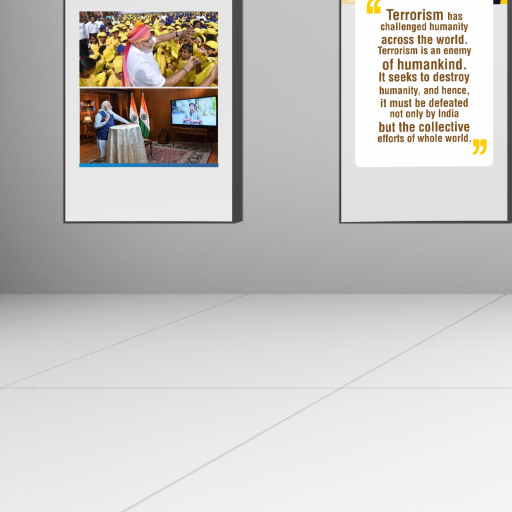 “
Terrorism has
challenged humanity
across the world.
Terrorism is an enemy
of humankind.
It seeks to destroy
humanity, and hence,
it must be defeated
not only by India
but the collective
efforts of whole world.
”